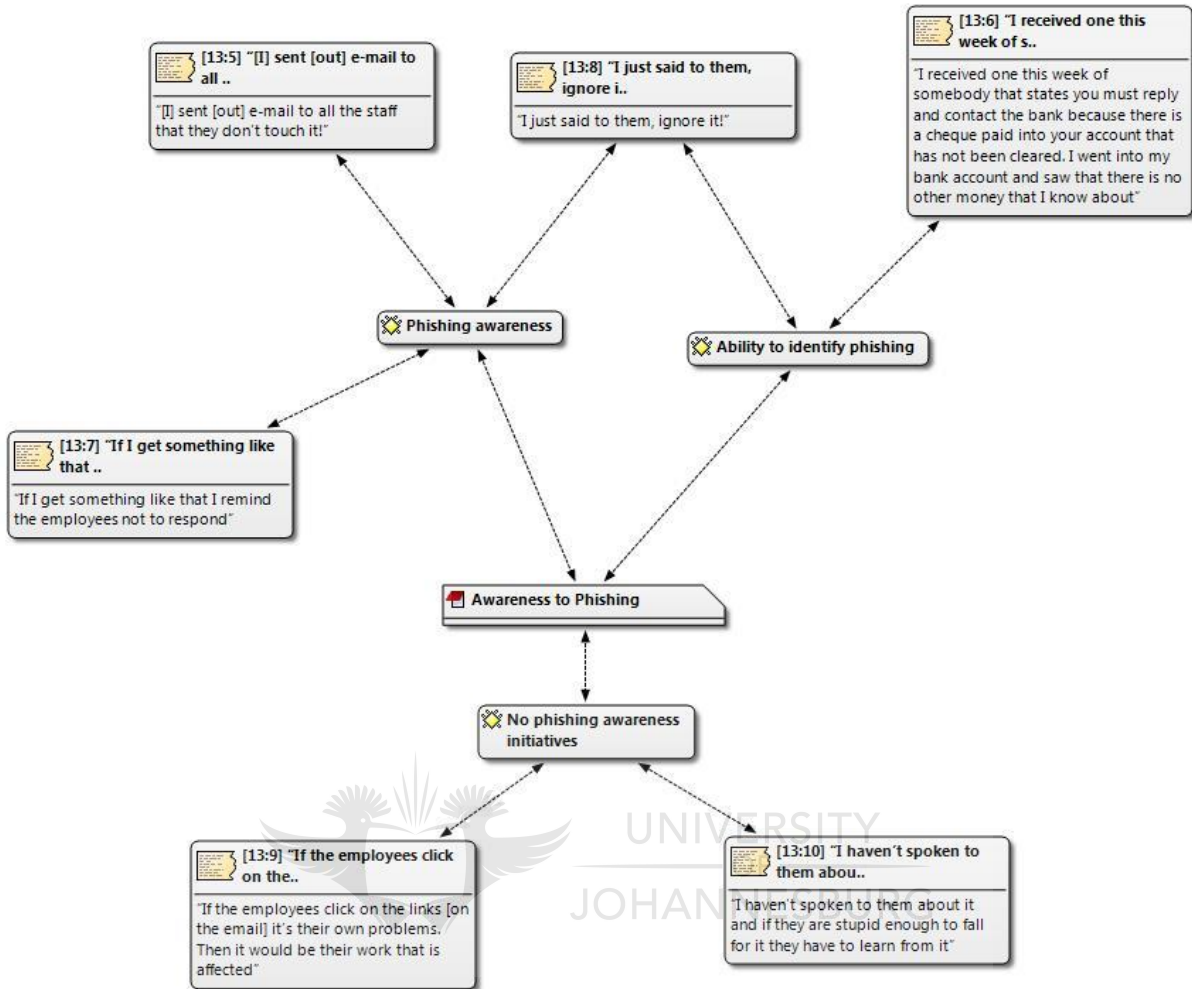 [13:5] “[I] sent [out] e-mail to
all ..
“[I] sent [out] e-mail to all the staff
that they don't touch it!”
[13:8] “I just said to them,
ignore i..
“I just said to them, ignore it!”
[13:6] “I received one this
week of s..
“I received one this week of
somebody that states you must reply
and contact the bank because there is
a cheque paid into your account that
has not been cleared. I went into my
bank account and saw that there is no
other money that I know about”
Phishing awareness
Ability to identify phishing
[13:7] “If I get something like
that ..
“If I get something like that I remind
the employees not to respond”
Awareness to Phishing
No phishing awareness
initiatives
[13:9] “If the employees click
on the..
“If the employees click on the links [on
the email] it's their own problems.
Then it would be their work that is
affected”
[13:10] “I haven't spoken to
them abou..
“I haven't spoken to them about it
and if they are stupid enough to fall
for it they have to learn from it”
UNIVERSITY
JOHANNESBURG